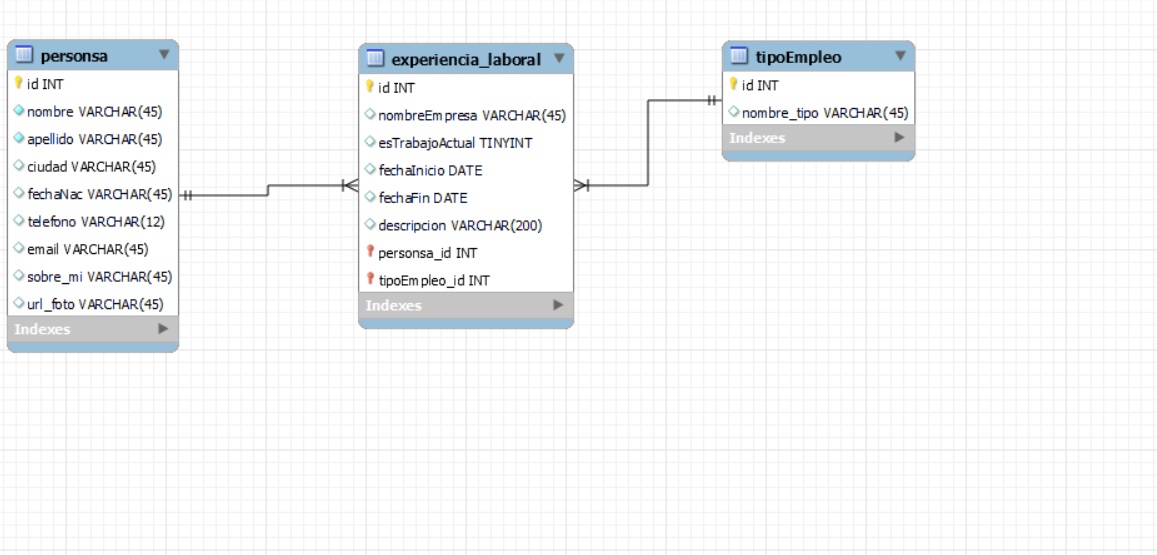 personsa
id INT
nombre VARCHAR(45)
apellido VARCHAR(45)
ciudad VARCHAR(45)
fechaNac VARCHAR(45)
telefono VARCHAR(12)
email VARCHAR(45)
sobre_mi VARCHAR(45)
url_foto VARCHAR(45)
Indexes
experiencia_laboral
id INT
nombreEmpresa VARCHAR(45)
esTrabajoActual TINYINT
fechaInicio DATE
fechaFin DATE
descripcion VARCHAR(200)
personsa_id INT
tipoEmpleo_id INT
Indexes
tipoEmpleo
id INT
nombre_tipo VARCHAR(45)
Indexes